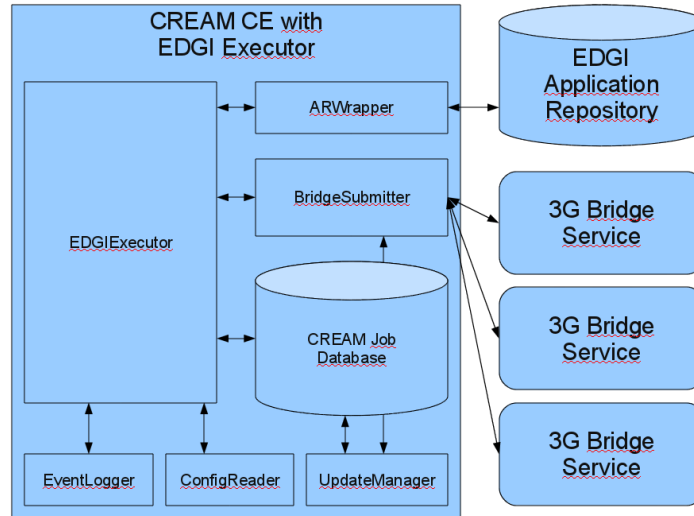 CREAM CE with
EDGI Executor
EDGI
Application
Repository
ARWrapper
BridgeSubmitter
EDGIExecutor
CREAM Job
Database
3G Bridge
Service
3G Bridge
Service
3G Bridge
Service
EventLogger
ConfigReader
UpdateManager